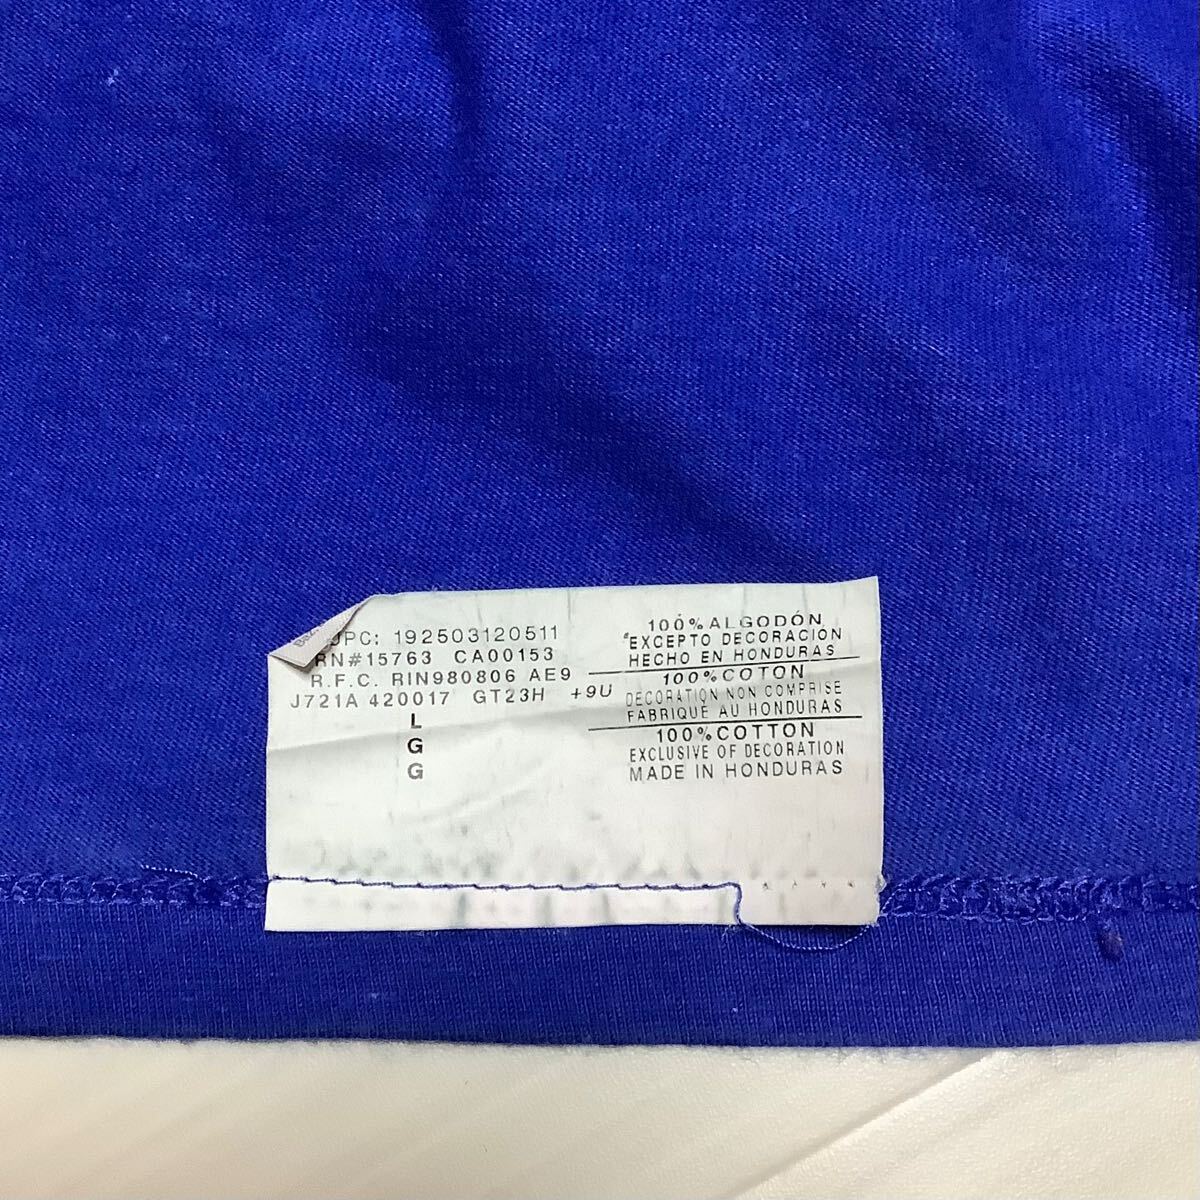 UPC: 192503120511
RN#15763 CA00153
R.F.C. RIN980806 AE9
J721A 420017 GT23H +9U
L
G
G
100% ALGODÓN
*EXCEPTO DECORACIÓN
HECHO EN HONDURAS
100% COTON
DECORATION NON COMPRISE
FABRIQUE AU HONDURAS
100% COTTON
EXCLUSIVE OF DECORATION
MADE IN HONDURAS